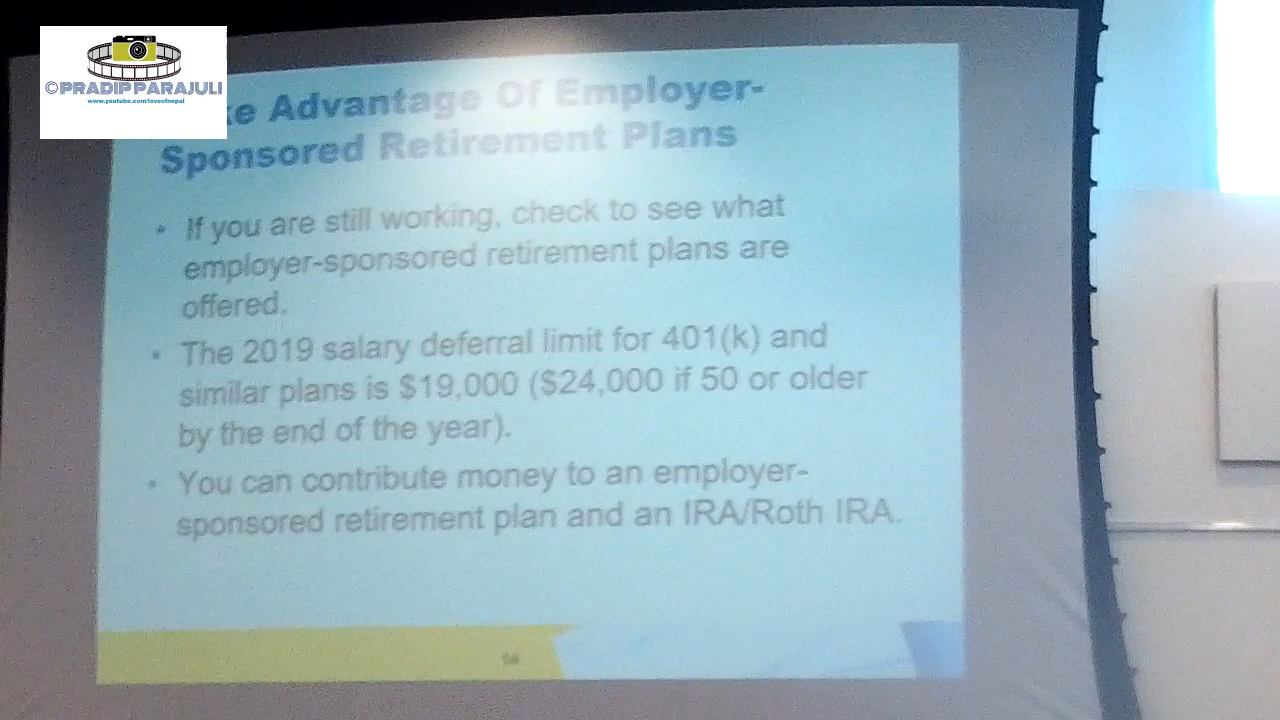 ©PRADIP PARAJULI
www.youtube.com/loveofnepal
ke Advantage Of Employer-
Sponsored Retirement Plans
• If you are still working, check to see what
employer-sponsored retirement plans are
offered.
• The 2019 salary deferral limit for 401(k) and
similar plans is $19,000 ($24,000 if 50 or older
by the end of the year).
• You can contribute money to an employer-
sponsored retirement plan and an IRA/Roth IRA.